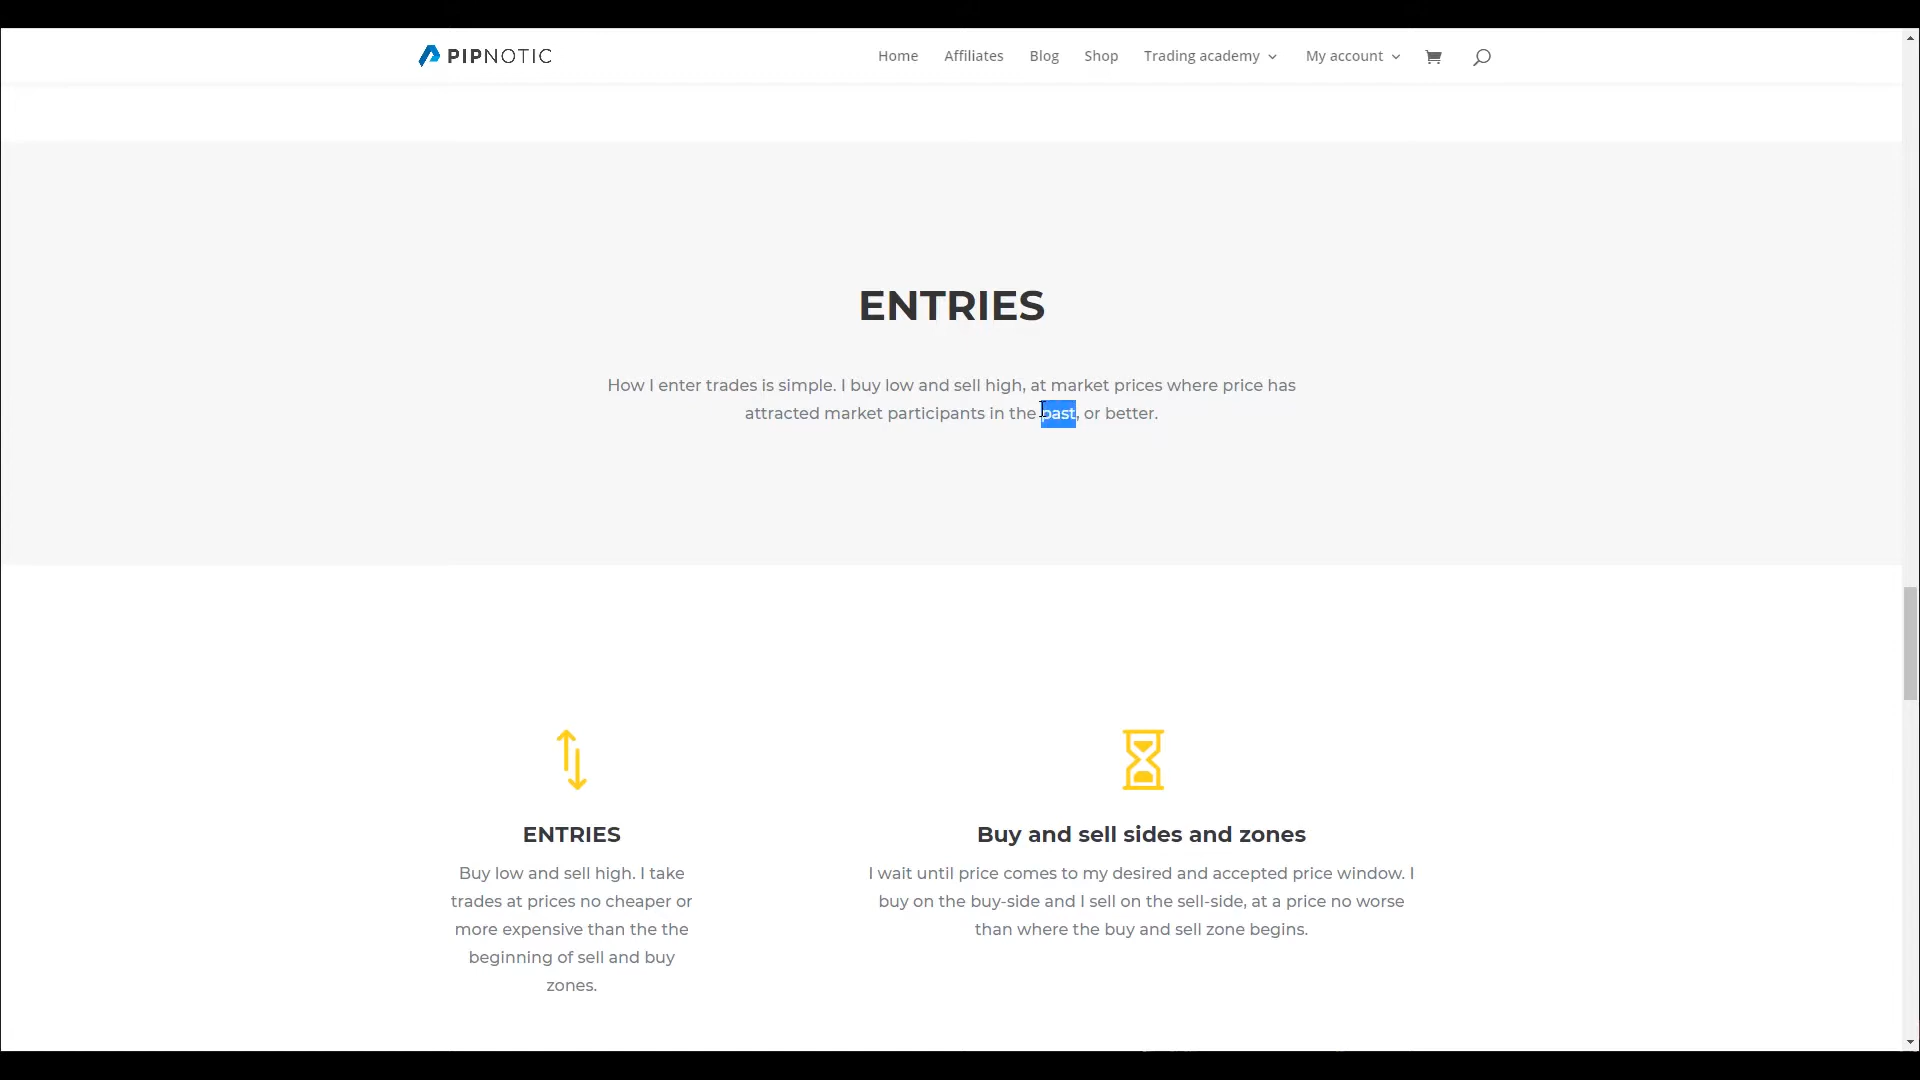 PIPNOTIC
Home Affiliates Blog Shop Trading academy My account
ENTRIES
How I enter trades is simple. I buy low and sell high, at market prices where price has
attracted market participants in the past, or better.
ENTRIES
Buy low and sell high. I take
trades at prices no cheaper or
more expensive than the the
beginning of sell and buy
zones.
Buy and sell sides and zones
I wait until price comes to my desired and accepted price window. I
buy on the buy-side and I sell on the sell-side, at a price no worse
than where the buy and sell zone begins.